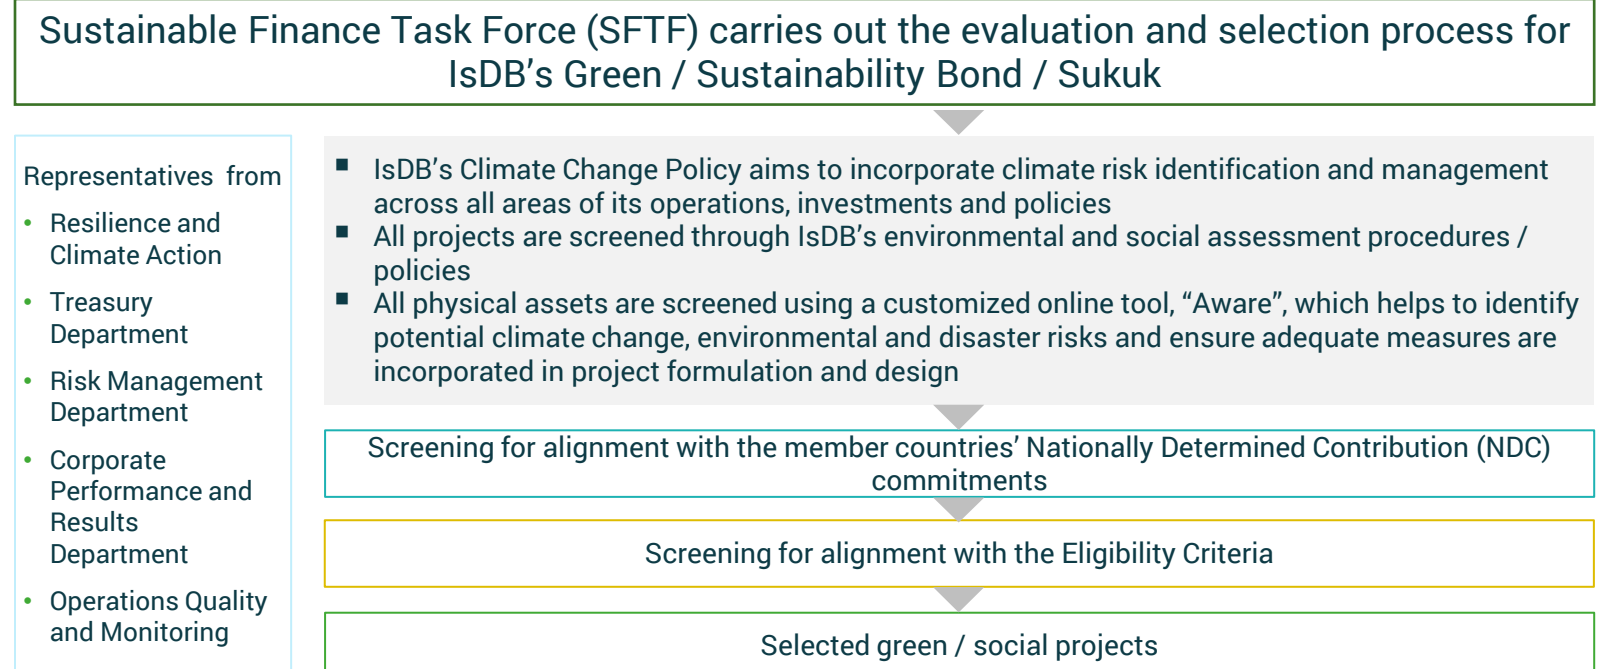 Sustainable Finance Task Force (SFTF) carries out the evaluation and selection process for
IsDB’s Green / Sustainability Bond / Sukuk
Representatives from
• Resilience and
Climate Action
• Treasury
Department
• Risk Management
Department
• Corporate
Performance and
Results
Department
• Operations Quality
and Monitoring
▪ IsDB’s Climate Change Policy aims to incorporate climate risk identification and management
across all areas of its operations, investments and policies
▪ All projects are screened through IsDB’s environmental and social assessment procedures /
policies
▪ All physical assets are screened using a customized online tool, “Aware”, which helps to identify
potential climate change, environmental and disaster risks and ensure adequate measures are
incorporated in project formulation and design
Screening for alignment with the member countries’ Nationally Determined Contribution (NDC)
commitments
Screening for alignment with the Eligibility Criteria
Selected green / social projects